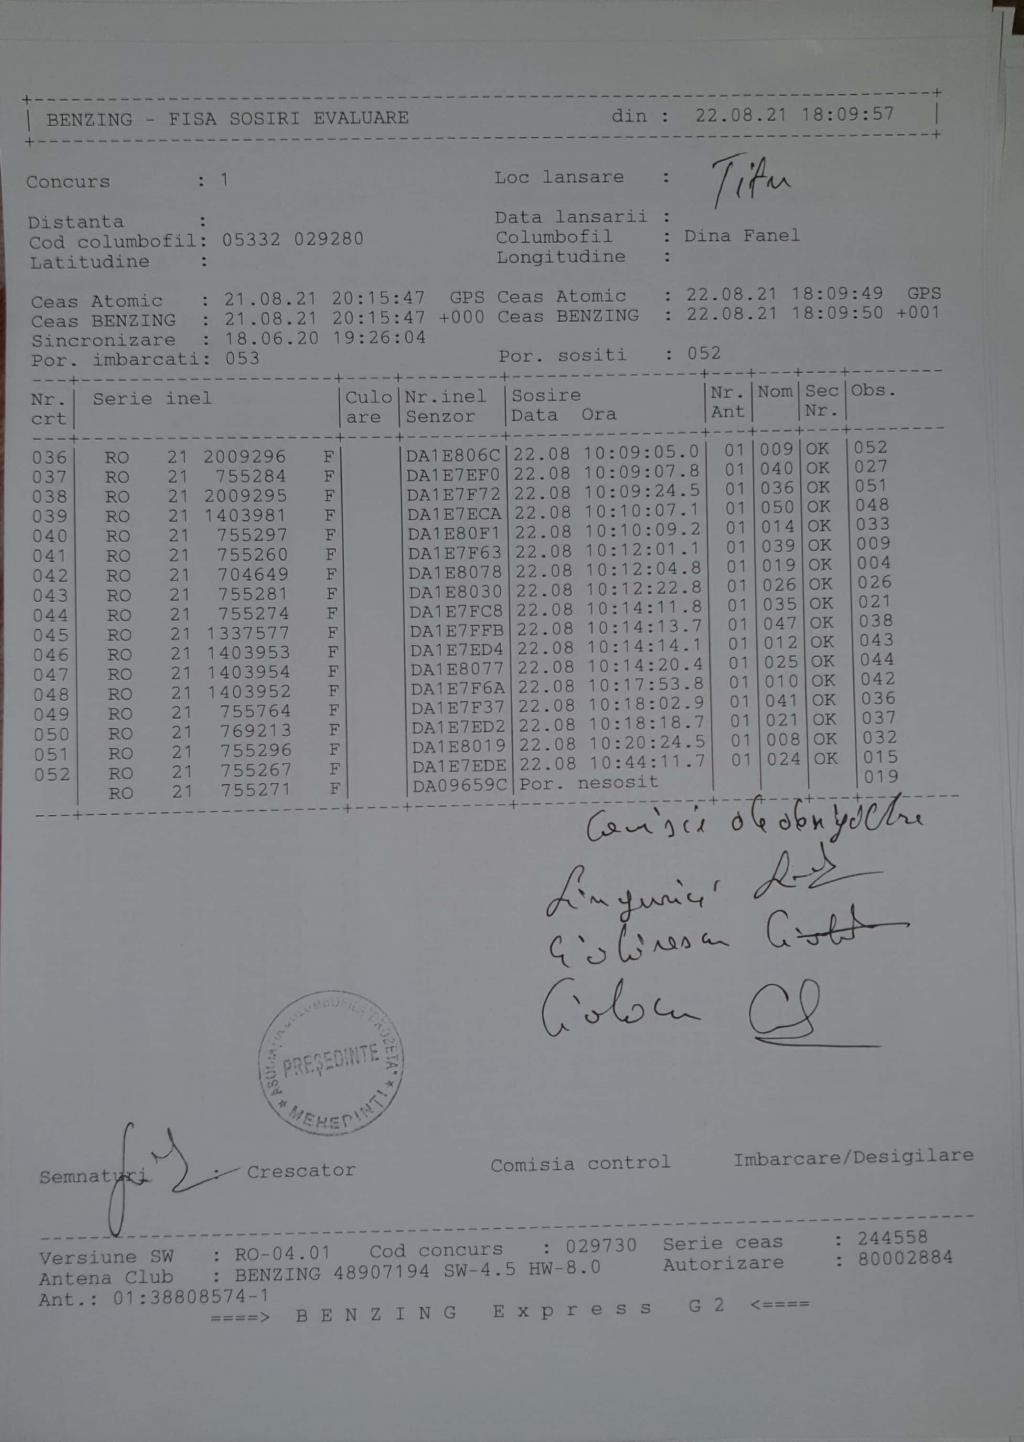 BENZING - FISA SOSIRI EVALUARE din : 22.08.21 18:09:57
Concurs : 1 Loc lansare : Titu
Distanta : Data lansarii :
Cod columbofil: 05332 029280 Columbofil : Dina Fanel
Latitudine : Longitudine :
Ceas Atomic : 21.08.21 20:15:47 GPS Ceas Atomic : 22.08.21 18:09:49 GPS
Ceas BENZING : 21.08.21 20:15:47 +000 Ceas BENZING : 22.08.21 18:09:50 +001
Sincronizare : 18.06.20 19:26:04
Por. imbarcati: 053 Por. sositi : 052
Nr. Serie inel Culo Nr.inel Sosire Nr. Nom Sec Obs.
crt are Senzor Data Ora Ant Nr.
036 RO 21 2009296 F DA1E806C 22.08 10:09:05.0 01 009 OK 052
037 RO 21 755284 F DA1E7EF0 22.08 10:09:07.8 01 040 OK 027
038 RO 21 2009295 F DA1E7F72 22.08 10:09:24.5 01 036 OK 051
039 RO 21 1403981 F DA1E7ECA 22.08 10:10:07.1 01 050 OK 048
040 RO 21 755297 F DA1E80F1 22.08 10:10:09.2 01 014 OK 033
041 RO 21 755260 F DA1E7F63 22.08 10:12:01.1 01 039 OK 009
042 RO 21 704649 F DA1E8078 22.08 10:12:04.8 01 019 OK 004
043 RO 21 755281 F DA1E8030 22.08 10:12:22.8 01 026 OK 026
044 RO 21 755274 F DA1E7FC8 22.08 10:14:11.8 01 035 OK 021
045 RO 21 1337577 F DA1E7FFB 22.08 10:14:13.7 01 047 OK 038
046 RO 21 1403953 F DA1E7ED4 22.08 10:14:14.1 01 012 OK 043
047 RO 21 1403954 F DA1E8077 22.08 10:14:20.4 01 025 OK 044
048 RO 21 1403952 F DA1E7F6A 22.08 10:17:53.8 01 010 OK 042
049 RO 21 755764 F DA1E7F37 22.08 10:18:02.9 01 041 OK 036
050 RO 21 769213 F DA1E7ED2 22.08 10:18:18.7 01 021 OK 037
051 RO 21 755296 F DA1E8019 22.08 10:20:24.5 01 008 OK 032
052 RO 21 755267 F DA1E7EDE 22.08 10:44:11.7 01 024 OK 015
RO 21 755271 F DA09659C Por. nesosit 019
PREȘEDINTE
MEHEDINTI
Semnaturi : Crescator Comisia control Imbarcare/Desigilare
Versiune SW : RO-04.01 Cod concurs : 029730 Serie ceas : 244558
Antena Club : BENZING 48907194 SW-4.5 HW-8.0 Autorizare : 80002884
Ant.: 01:38808574-1
====> B E N Z I N G E x p r e s s G 2 <====